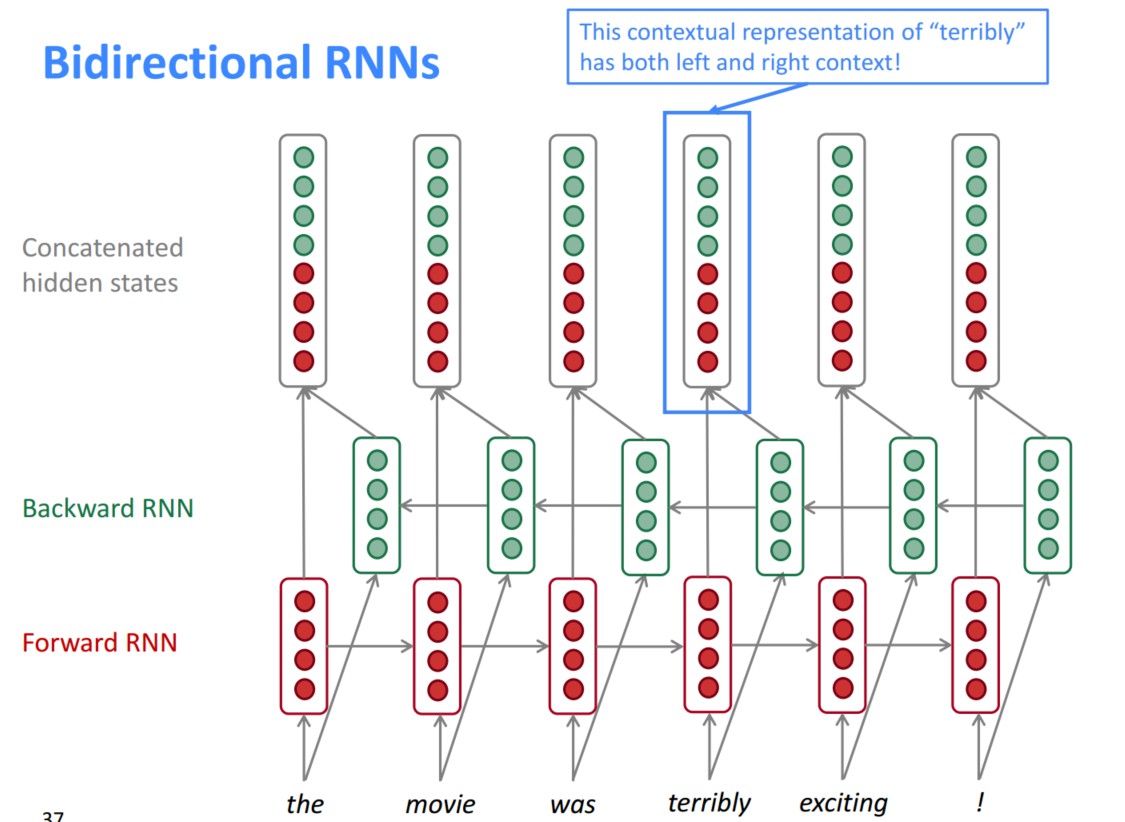 Bidirectional RNNs
This contextual representation of “terribly”
has both left and right context!
Concatenated
hidden states
Backward RNN
Forward RNN
the movie was terribly exciting !
37